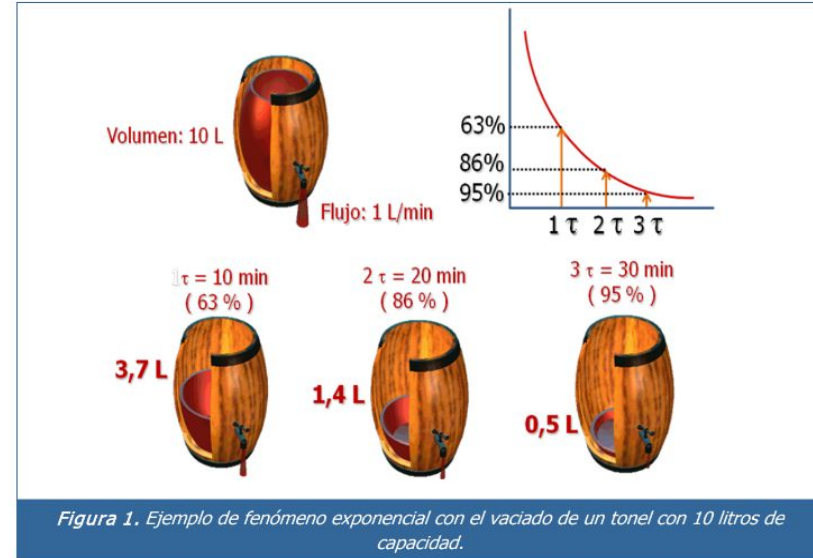 Volumen: 10 L
Flujo: 1 L/min
63%
86%
95%
1 τ 2 τ 3 τ
1τ = 10 min
( 63 % )
3,7 L
2 τ = 20 min
( 86 % )
1,4 L
3 τ = 30 min
( 95 % )
0,5 L
Figura 1. Ejemplo de fenómeno exponencial con el vaciado de un tonel con 10 litros de
capacidad.